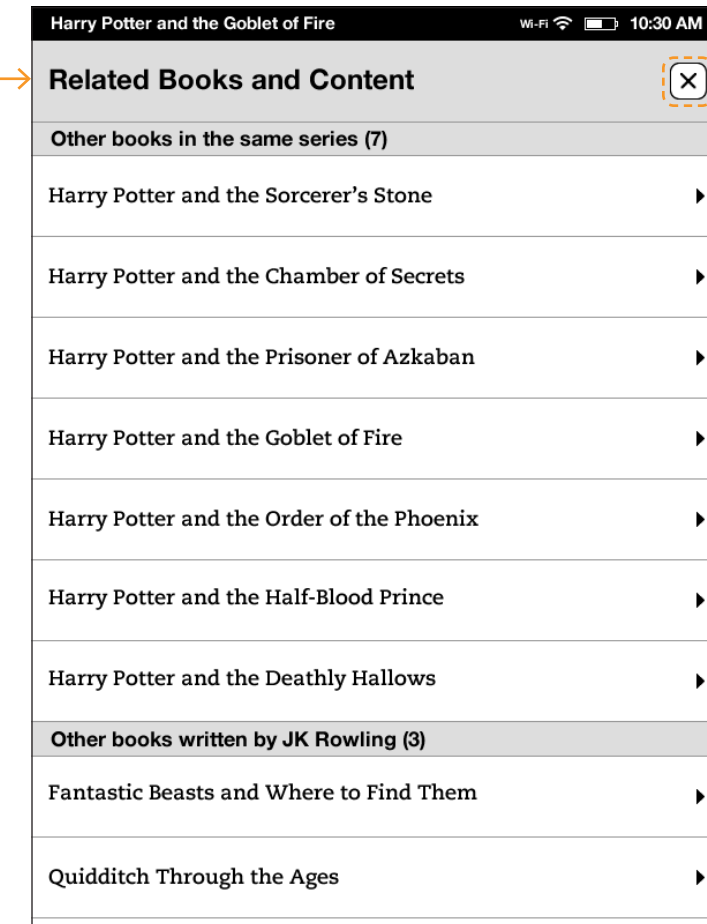 Harry Potter and the Goblet of Fire Wi-Fi 10:30 AM
Related Books and Content
Other books in the same series (7)
Harry Potter and the Sorcerer’s Stone
Harry Potter and the Chamber of Secrets
Harry Potter and the Prisoner of Azkaban
Harry Potter and the Goblet of Fire
Harry Potter and the Order of the Phoenix
Harry Potter and the Half-Blood Prince
Harry Potter and the Deathly Hallows
Other books written by JK Rowling (3)
Fantastic Beasts and Where to Find Them
Quidditch Through the Ages